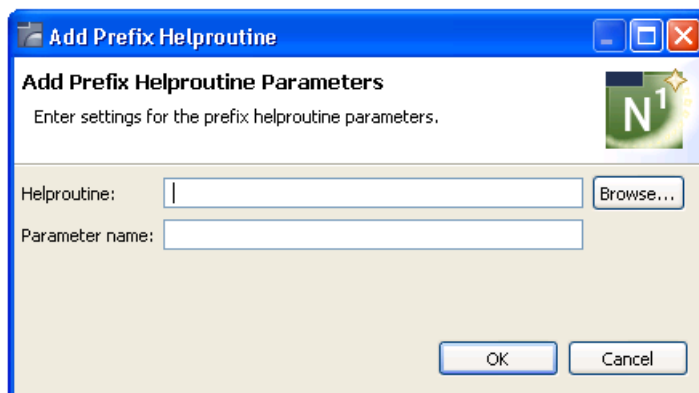 Add Prefix Helproutine
Add Prefix Helproutine Parameters
Enter settings for the prefix helproutine parameters.
N1
Helproutine:
Browse...
Parameter name:
OK
Cancel